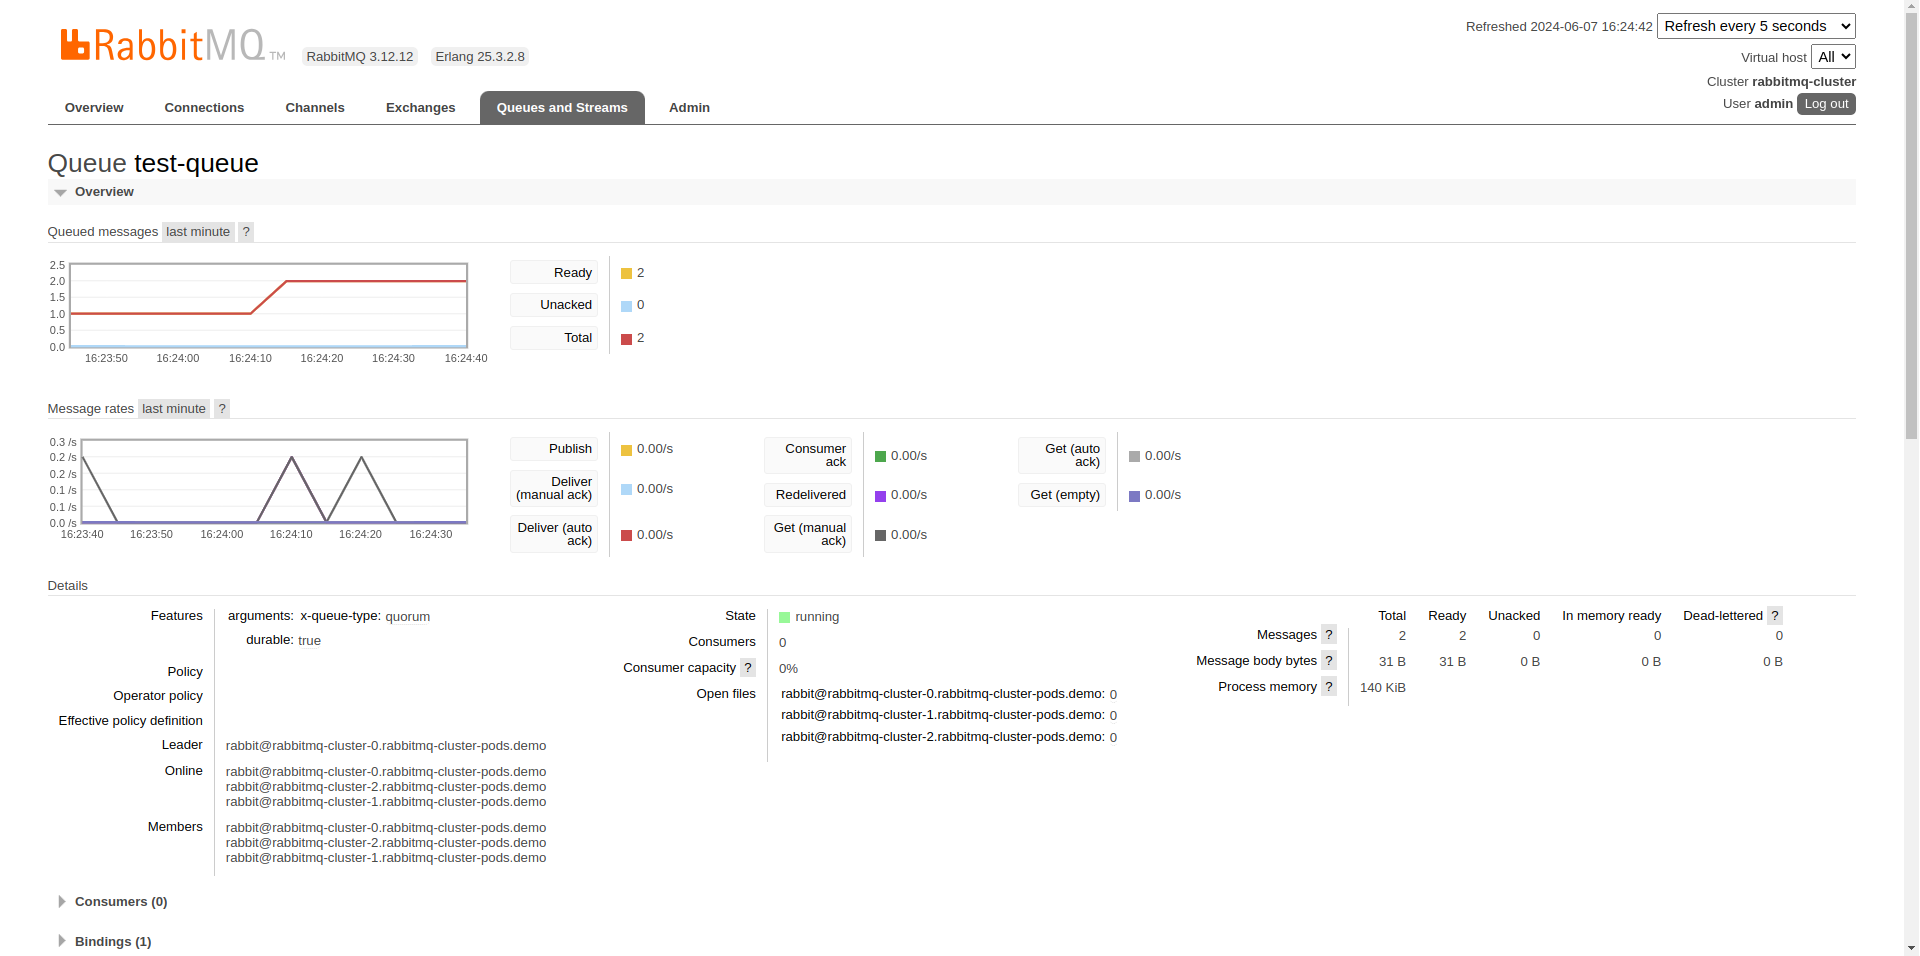 RabbitMQ TM RabbitMQ 3.12.12 Erlang 25.3.2.8
Refreshed 2024-06-07 16:24:42 Refresh every 5 seconds
Virtual host All
Cluster rabbitmq-cluster
User admin Log out
Overview Connections Channels Exchanges Queues and Streams Admin
Queue test-queue
Overview
Queued messages last minute ?
2.5
2.0
1.5
1.0
0.5
0.0
16:23:50 16:24:00 16:24:10 16:24:20 16:24:30 16:24:40
Ready 2
Unacked 0
Total 2
Message rates last minute ?
0.3 /s
0.2 /s
0.2 /s
0.1 /s
0.1 /s
0.0 /s
16:23:40 16:23:50 16:24:00 16:24:10 16:24:20 16:24:30
Publish 0.00/s
Deliver
(manual ack) 0.00/s
Deliver (auto
ack) 0.00/s
Consumer
ack 0.00/s
Redelivered 0.00/s
Get (manual
ack) 0.00/s
Get (auto
ack) 0.00/s
Get (empty) 0.00/s
Details
Features arguments: x-queue-type: quorum
durable: true
Policy
Operator policy
Effective policy definition
Leader rabbit@rabbitmq-cluster-0.rabbitmq-cluster-pods.demo
Online rabbit@rabbitmq-cluster-0.rabbitmq-cluster-pods.demo
rabbit@rabbitmq-cluster-2.rabbitmq-cluster-pods.demo
rabbit@rabbitmq-cluster-1.rabbitmq-cluster-pods.demo
Members rabbit@rabbitmq-cluster-0.rabbitmq-cluster-pods.demo
rabbit@rabbitmq-cluster-2.rabbitmq-cluster-pods.demo
rabbit@rabbitmq-cluster-1.rabbitmq-cluster-pods.demo
State running
Consumers 0
Consumer capacity ? 0%
Open files rabbit@rabbitmq-cluster-0.rabbitmq-cluster-pods.demo: 0
rabbit@rabbitmq-cluster-1.rabbitmq-cluster-pods.demo: 0
rabbit@rabbitmq-cluster-2.rabbitmq-cluster-pods.demo: 0
Total Ready Unacked In memory ready Dead-lettered ?
Messages ? 2 2 0 0 0
Message body bytes ? 31 B 31 B 0 B 0 B 0 B
Process memory ? 140 KiB
Consumers (0)
Bindings (1)